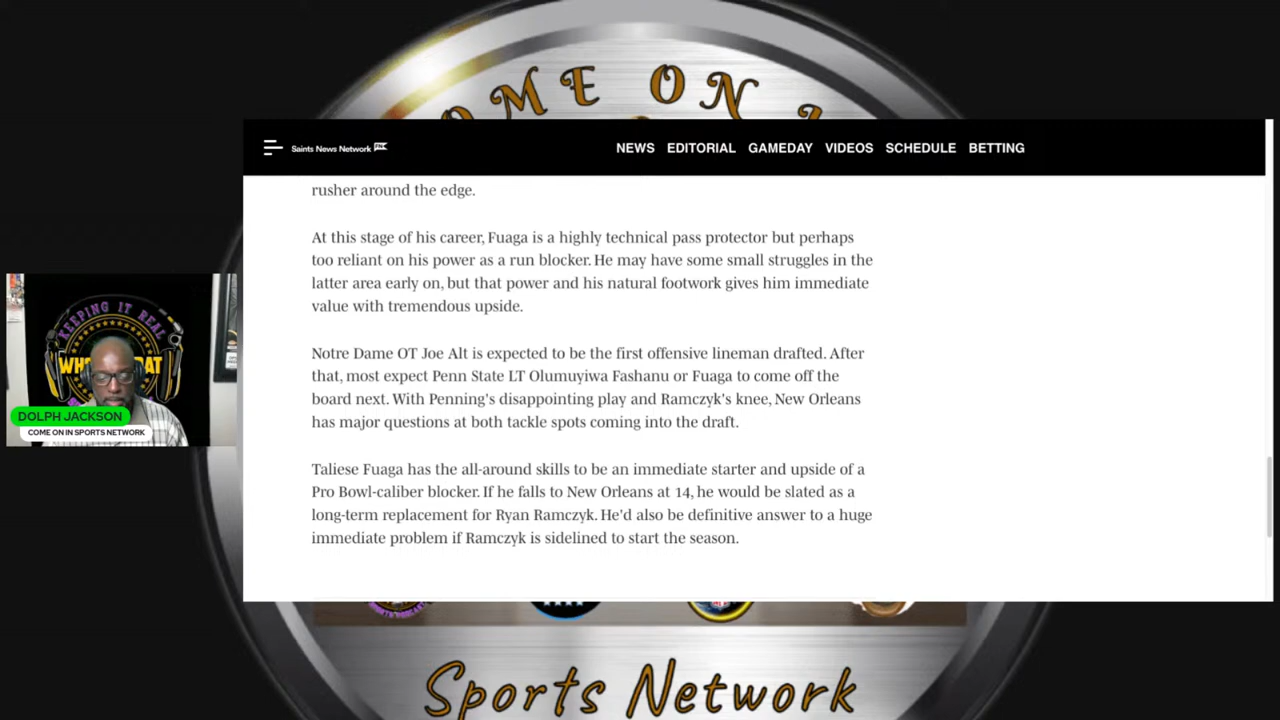 OME ON I
Saints News Network FN
NEWS EDITORIAL GAMEDAY VIDEOS SCHEDULE BETTING
rusher around the edge.
At this stage of his career, Fuaga is a highly technical pass protector but perhaps
too reliant on his power as a run blocker. He may have some small struggles in the
latter area early on, but that power and his natural footwork gives him immediate
value with tremendous upside.
Notre Dame OT Joe Alt is expected to be the first offensive lineman drafted. After
that, most expect Penn State LT Olumuyiwa Fashanu or Fuaga to come off the
board next. With Penning's disappointing play and Ramczyk's knee, New Orleans
has major questions at both tackle spots coming into the draft.
Taliese Fuaga has the all-around skills to be an immediate starter and upside of a
Pro Bowl-caliber blocker. If he falls to New Orleans at 14, he would be slated as a
long-term replacement for Ryan Ramczyk. He'd also be definitive answer to a huge
immediate problem if Ramczyk is sidelined to start the season.
KEEPING IT REAL
WHO AT
DOLPH JACKSON
COME ON IN SPORTS NETWORK
Sports Network